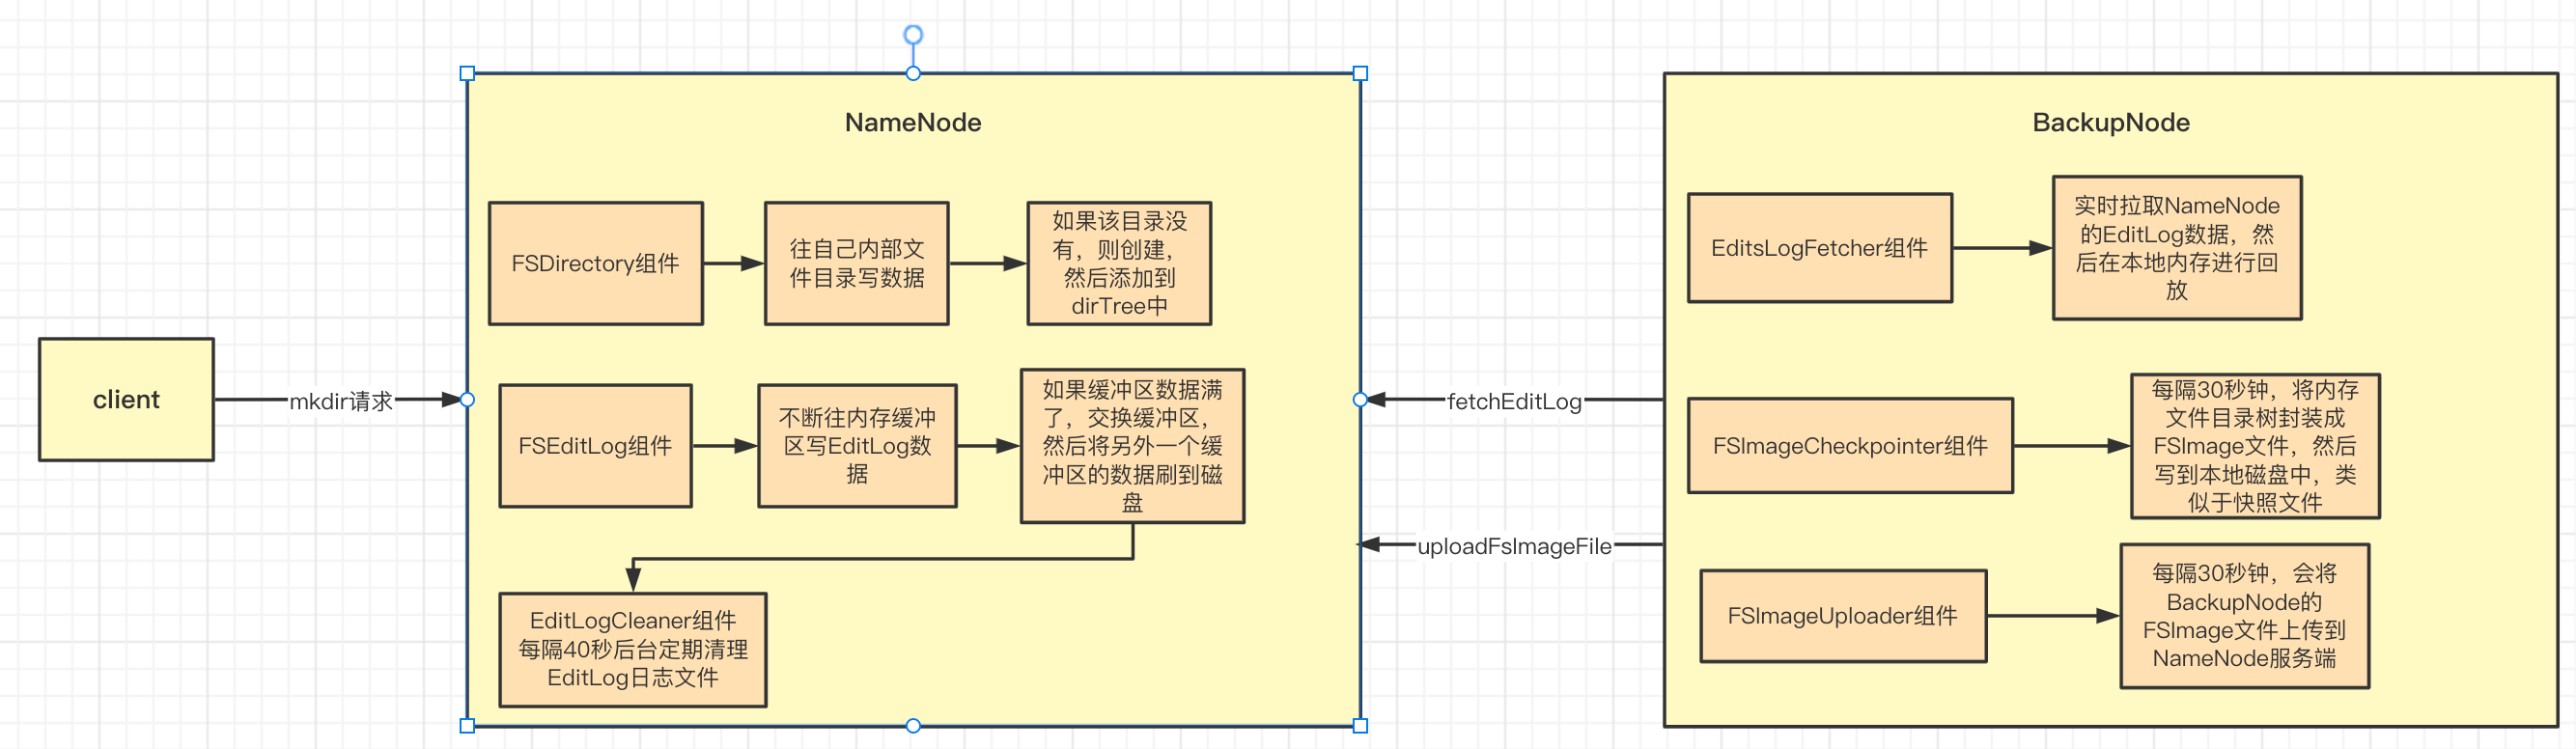 client
mkdir请求
NameNode
FSDirectory组件
往自己内部文
件目录写数据
如果该目录没
有，则创建，
然后添加到
dirTree中
FSEditLog组件
不断往内存缓冲
区写EditLog数
据
如果缓冲区数据满
了，交换缓冲区，
然后将另外一个缓
冲区的数据刷到磁
盘
EditLogCleaner组件
每隔40秒后台定期清理
EditLog日志文件
fetchEditLog
uploadFsImageFile
BackupNode
EditsLogFetcher组件
实时拉取NameNode
的EditLog数据，然
后在本地内存进行回
放
FSImageCheckpointer组件
每隔30秒钟，将内存
文件目录树封装成
FSImage文件，然后
写到本地磁盘中，类
似于快照文件
FSImageUploader组件
每隔30秒钟，会将
BackupNode的
FSImage文件上传到
NameNode服务端